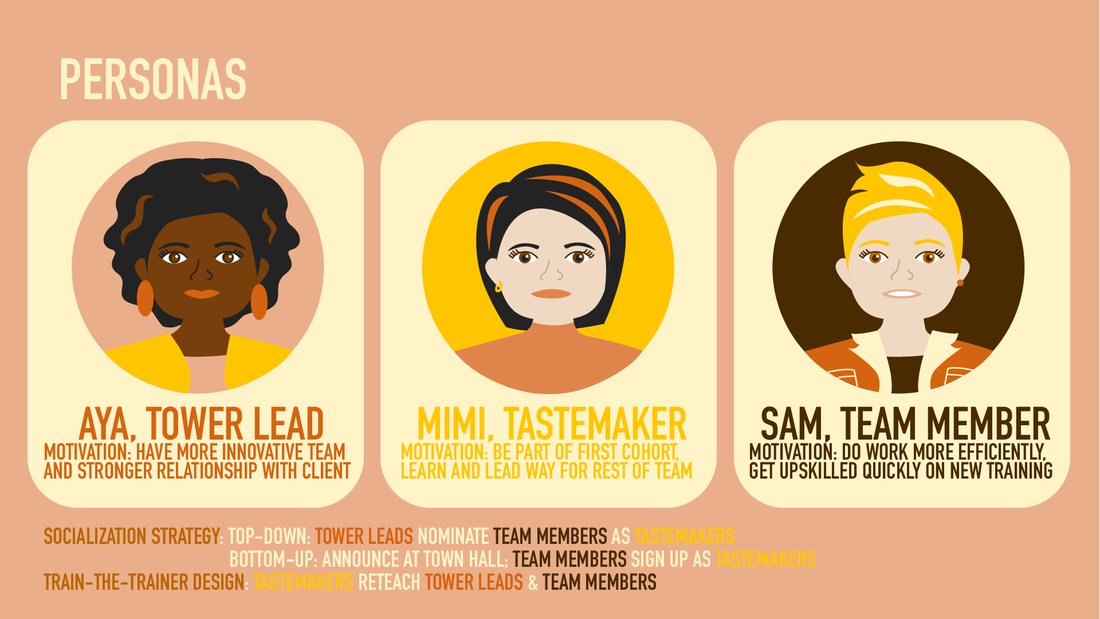 PERSONAS
AYA, TOWER LEAD
MOTIVATION: HAVE MORE INNOVATIVE TEAM
AND STRONGER RELATIONSHIP WITH CLIENT
MIMI, TASTEMAKER
MOTIVATION: BE PART OF FIRST COHORT,
LEARN AND LEAD WAY FOR REST OF TEAM
SAM, TEAM MEMBER
MOTIVATION: DO WORK MORE EFFICIENTLY,
GET UPSKILLED QUICKLY ON NEW TRAINING
SOCIALIZATION STRATEGY: TOP-DOWN: TOWER LEADS NOMINATE TEAM MEMBERS AS TASTEMAKERS
BOTTOM-UP: ANNOUNCE AT TOWN HALL; TEAM MEMBERS SIGN UP AS TASTEMAKERS
TRAIN-THE-TRAINER DESIGN: TASTEMAKERS RETEACH TOWER LEADS & TEAM MEMBERS